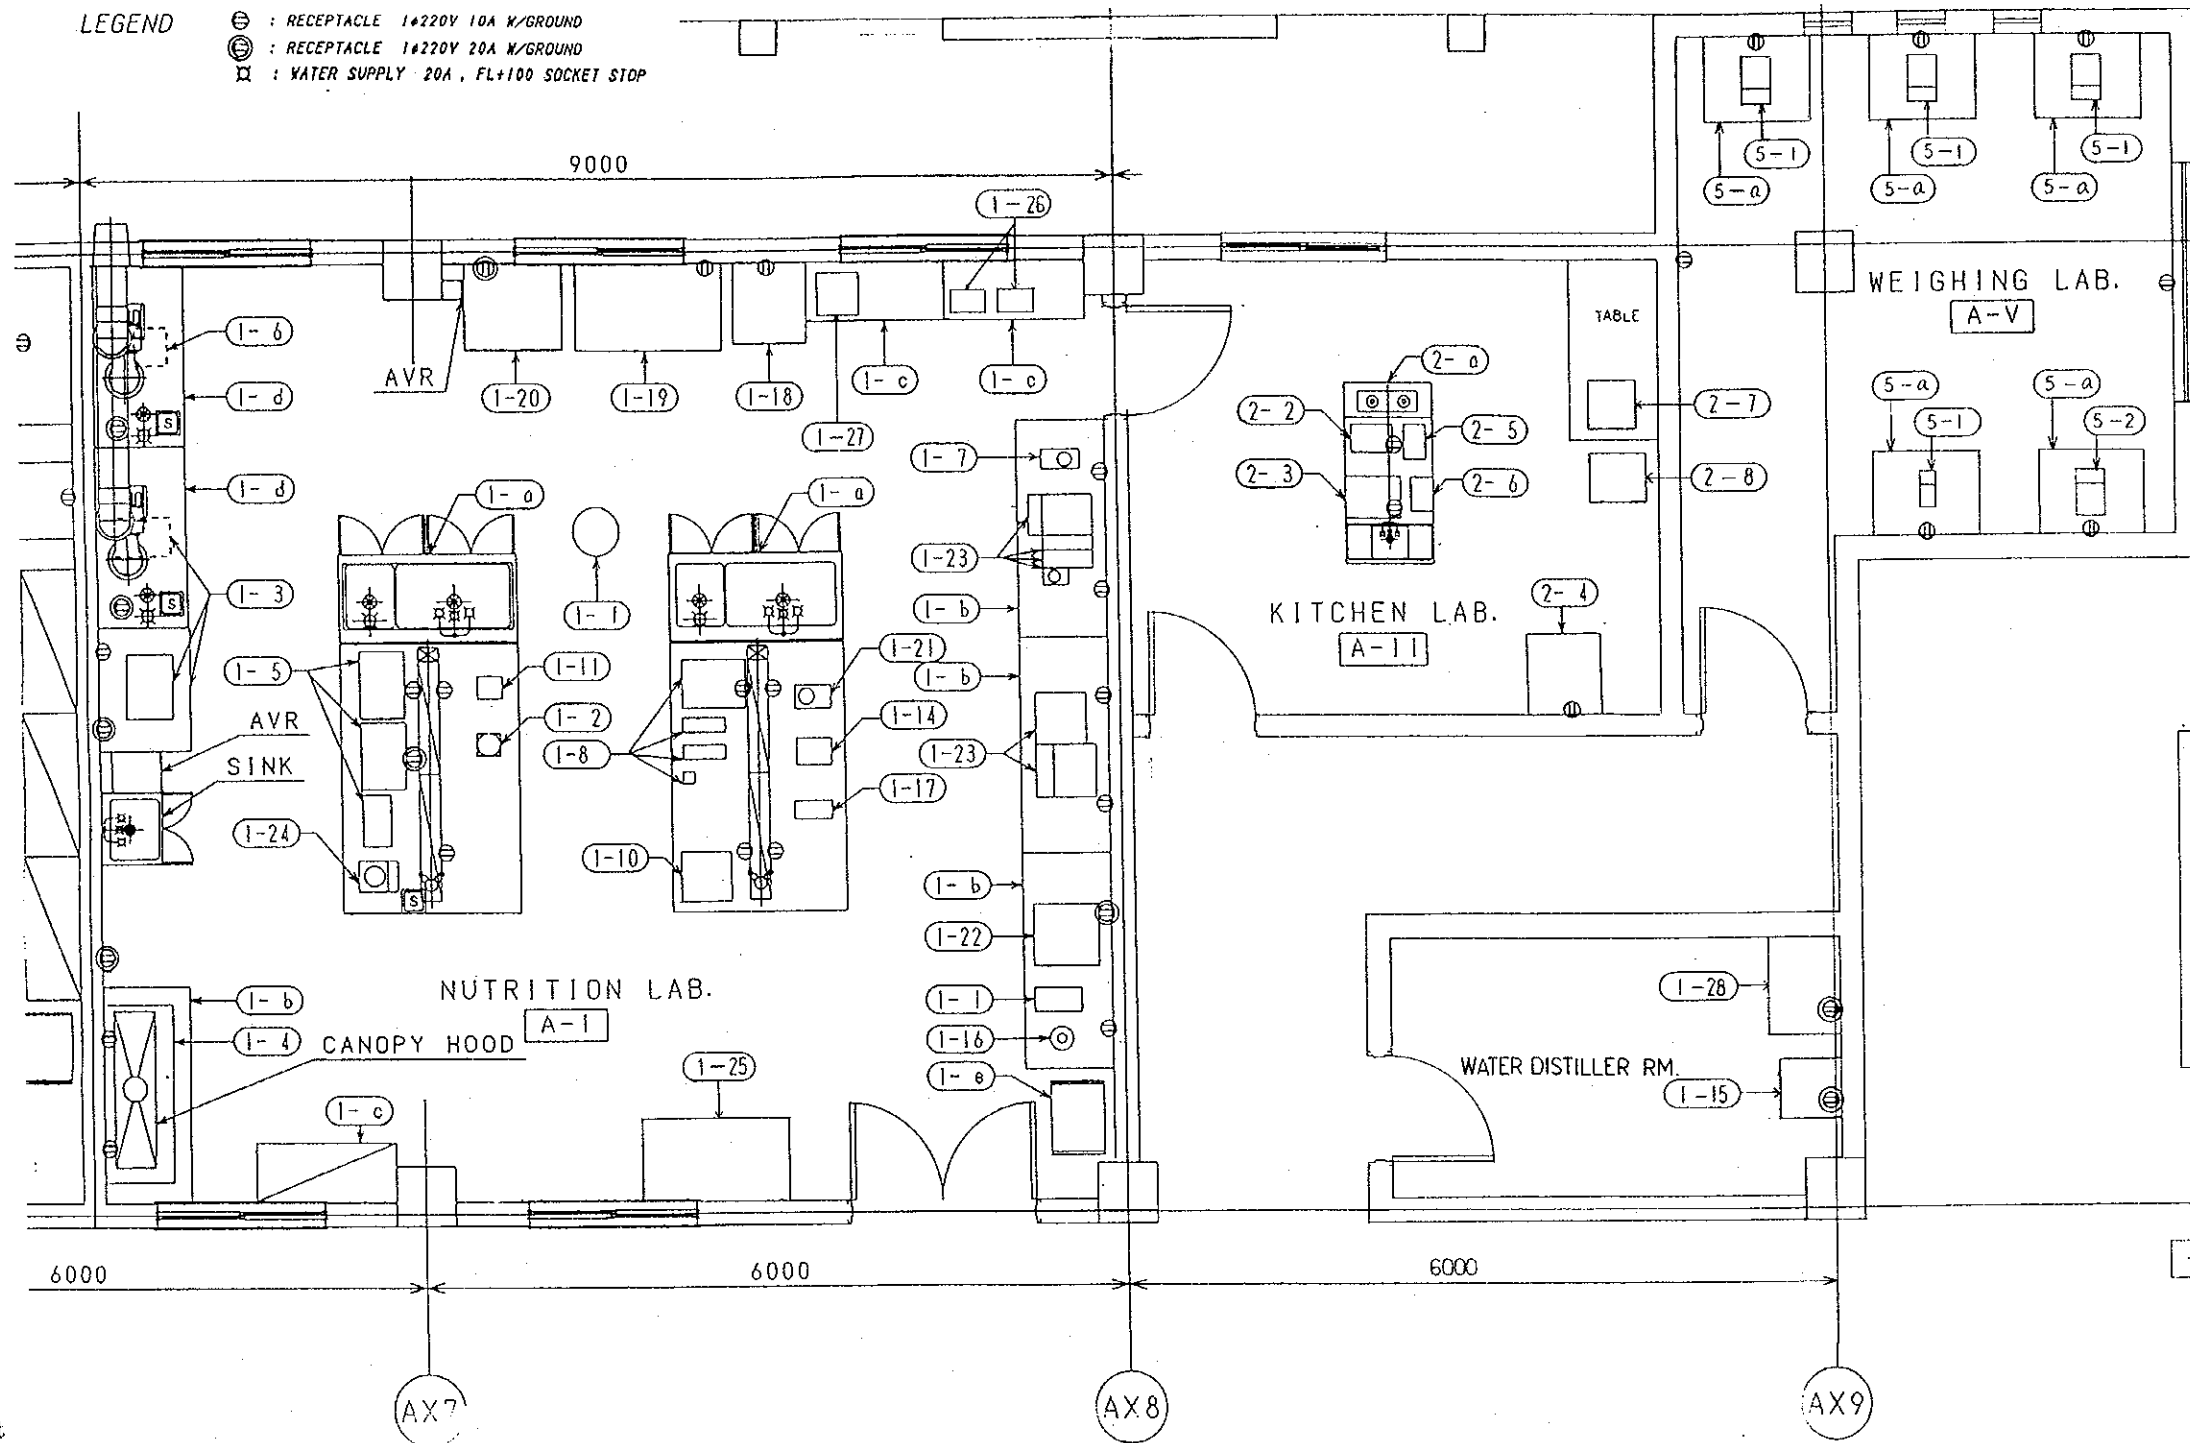 LEGEND
: RECEPTACLE 1φ220V 10A W/GROUND
: RECEPTACLE 1φ220V 20A W/GROUND
: WATER SUPPLY 20A, FL+100 SOCKET STOP
9000
1-26
5-1
5-1
5-1
5-a
5-a
5-a
WEIGHING LAB.
A-V
TABLE
1-6
AVR
1-20
1-19
1-18
1-c
1-c
1-d
S
1-27
2-a
2-2
2-5
2-7
5-a
5-a
5-1
5-2
1-7
2-3
2-6
2-8
1-d
1-a
1-a
1-23
1-3
S
1-f
1-b
KITCHEN LAB.
A-II
2-4
1-5
1-11
1-21
1-b
AVR
1-2
1-8
1-14
1-23
SINK
1-17
1-24
1-10
S
1-b
1-22
NUTRITION LAB.
A-I
1-b
1-4
CANOPY HOOD
1-1
1-16
1-28
WATER DISTILLER RM.
1-25
1-e
1-15
1-c
6000
6000
6000
AX7
AX8
AX9